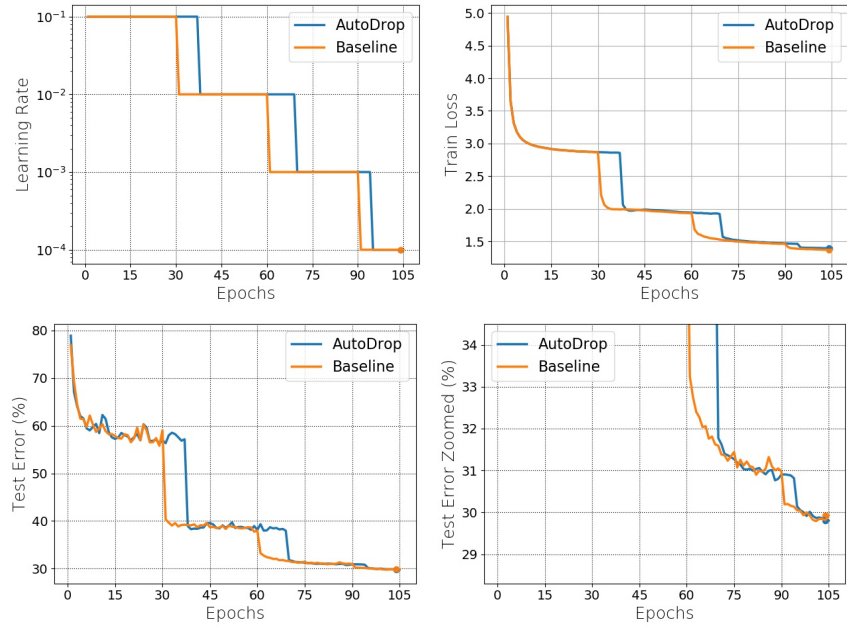 10⁻¹
10⁻²
10⁻³
10⁻⁴
Learning Rate
AutoDrop
Baseline
0 15 30 45 60 75 90 105
Epochs
5.0
4.5
4.0
3.5
3.0
2.5
2.0
1.5
Train Loss
AutoDrop
Baseline
0 15 30 45 60 75 90 105
Epochs
80
70
60
50
40
30
Test Error (%)
AutoDrop
Baseline
0 15 30 45 60 75 90 105
Epochs
34
33
32
31
30
29
Test Error Zoomed (%)
AutoDrop
Baseline
0 15 30 45 60 75 90 105
Epochs